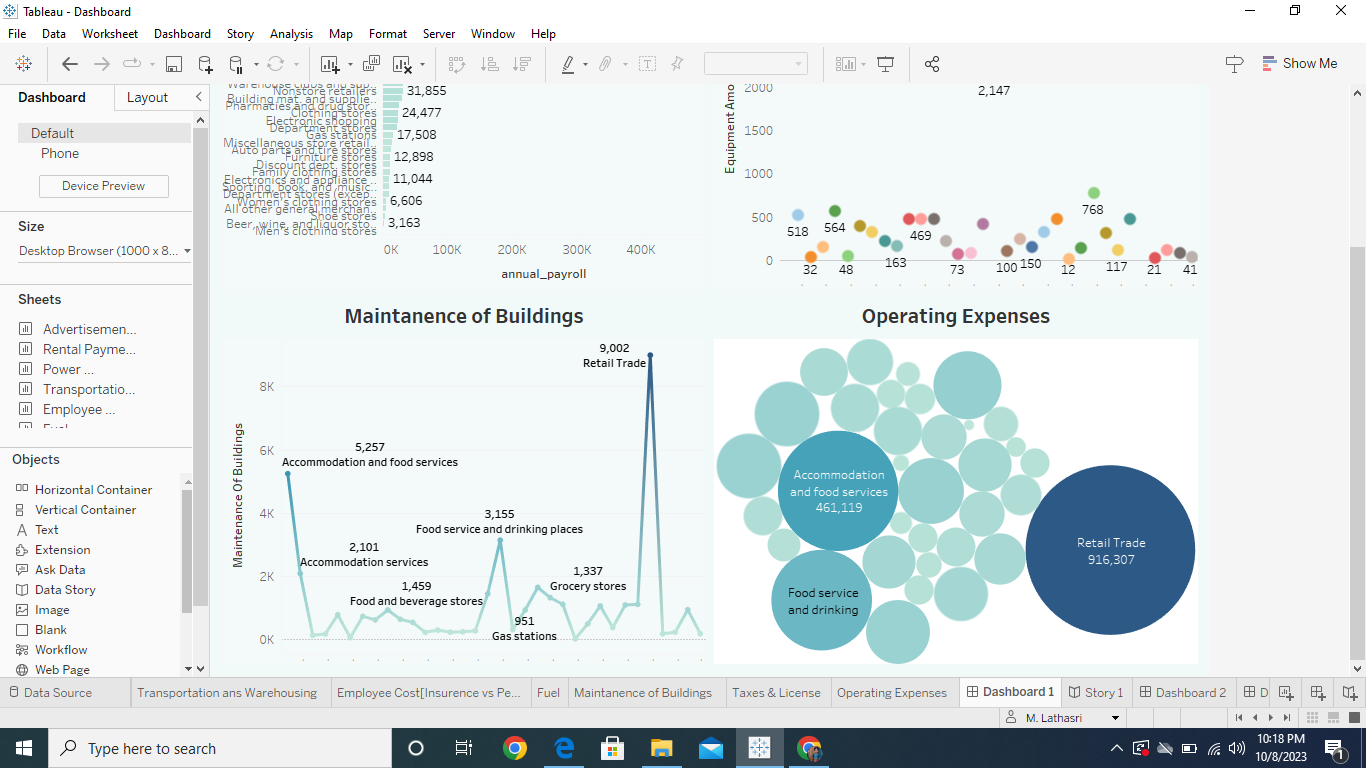 Tableau - Dashboard
File Data Worksheet Dashboard Story Analysis Map Format Server Window Help
Show Me
Dashboard
Layout
Default
Phone
Device Preview
Size
Desktop Browser (1000 x 8...
Sheets
Advertisemen...
Rental Payme...
Power ...
Transportatio...
Employee ...
Objects
Horizontal Container
Vertical Container
Text
Extension
Ask Data
Data Story
Image
Blank
Workflow
Web Page
Nonstore retailers
Building mat. and supplie..
Pharmacies and drug stor..
Clothing stores
Electronic shopping
Department stores
Gas stations
Miscellaneous store retail..
Auto parts and tire stores
Furniture stores
Discount dept. stores
Family clothing stores
Electronics and appliance ..
Sporting, book, and music..
Department stores (excep..
Women's clothing stores
All other general merchan..
Shoe stores
Beer, wine, and liquor sto..
Men's clothing stores
31,855
24,477
17,508
12,898
11,044
6,606
3,163
0K 100K 200K 300K 400K
annual_payroll
Equipment Amo
2000
1500
1000
500
0
2,147
518
32
564
48
163
469
73
100
150
12
768
117
21
41
Maintanence of Buildings
Maintenance Of Buildings
8K
6K
4K
2K
0K
9,002
Retail Trade
5,257
Accommodation and food services
3,155
Food service and drinking places
2,101
Accommodation services
1,459
Food and beverage stores
1,337
Grocery stores
951
Gas stations
Operating Expenses
Accommodation
and food services
461,119
Retail Trade
916,307
Food service
and drinking
Data Source
Transportation ans Warehousing
Employee Cost[Insurence vs Pe...
Fuel
Maintanence of Buildings
Taxes & License
Operating Expenses
Dashboard 1
Story 1
Dashboard 2
D
M. Lathasri
Type here to search
10:18 PM
10/8/2023
1